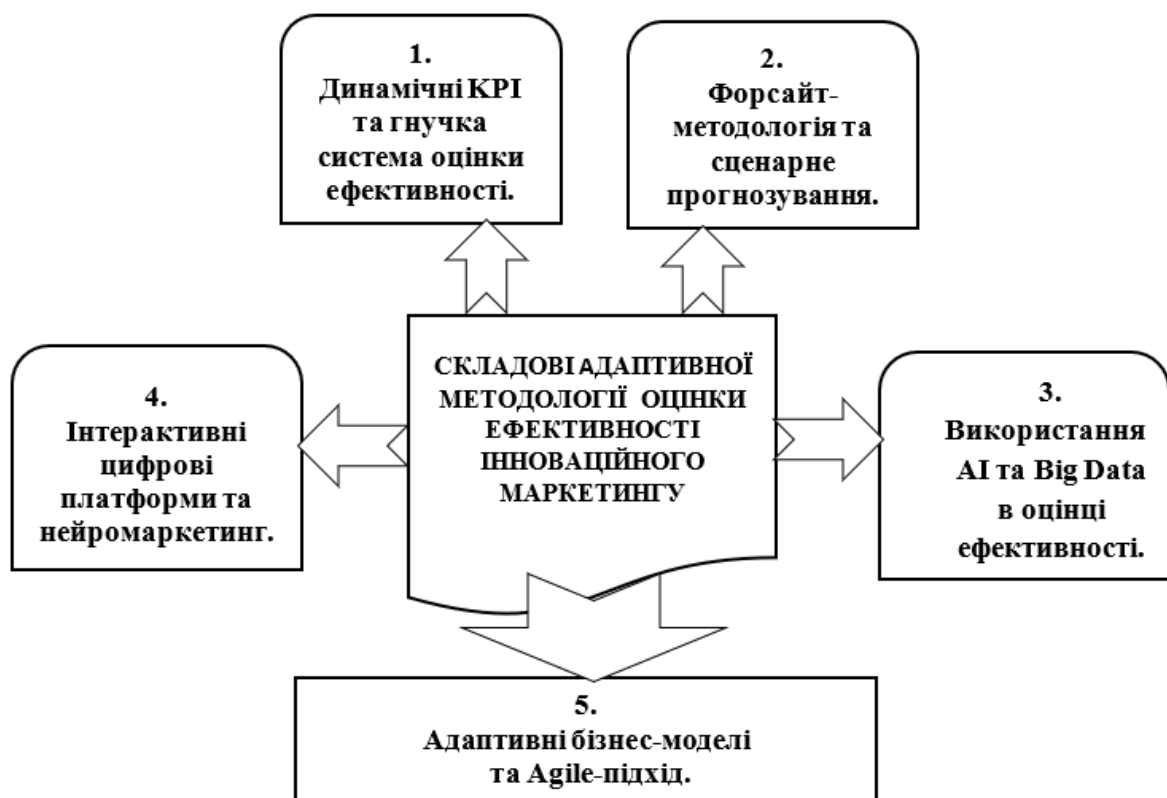 1.
Динамічні KPI
та гнучка
система оцінки
ефективності.
2.
Форсайт-
методологія та
сценарне
прогнозування.
СКЛАДОВІ АДАПТИВНОЇ
МЕТОДОЛОГІЇ ОЦІНКИ
ЕФЕКТИВНОСТІ
ІННОВАЦІЙНОГО
МАРКЕТИНГУ
4.
Інтерактивні
цифрові
платформи та
нейромаркетинг.
3.
Використання
AI та Big Data
в оцінці
ефективності.
5.
Адаптивні бізнес-моделі
та Agile-підхід.